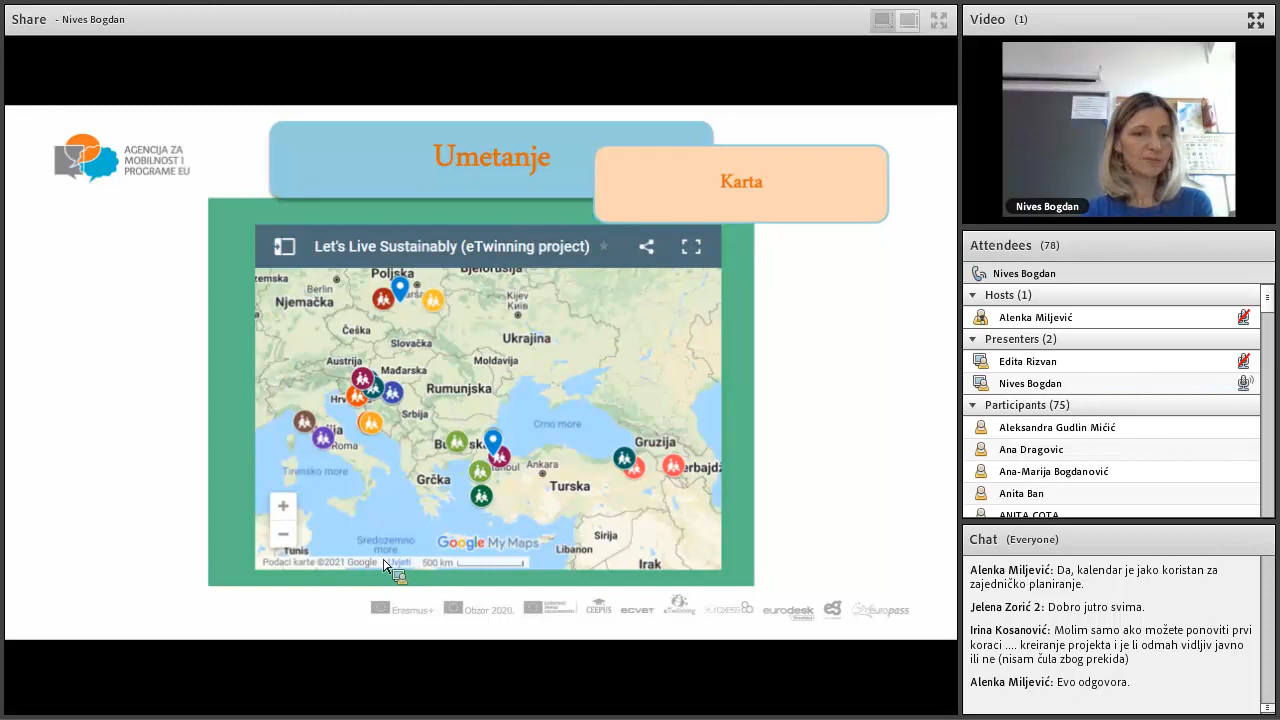 Share - Nives Bogdan
AGENCIJA ZA
MOBILNOST I
PROGRAME EU
Umetanje
Karta
Let's Live Sustainably (eTwinning project)
Poljska
Berlin
Njemačka
Kijev
Київ
Ukrajina
Češka
Slovačka
Moldavija
Austrija
Mađarska
Rumunjska
Srbija
Roma
Crno more
Gruzija
Ankara
Turska
Tirensko more
Grčka
Sredozemno
more
Tunis
Sirija
Libanon
Irak
+
−
Google My Maps
Podaci karte ©2021 Google
Uvjeti
500 km
Erasmus+
Obzor 2020.
CEEPUS
ECVET
eTwinning
eurodesk
europass
Video (1)
Nives Bogdan
Attendees (78)
Nives Bogdan
Hosts (1)
Alenka Miljević
Presenters (2)
Edita Rizvan
Nives Bogdan
Participants (75)
Aleksandra Gudlin Mićić
Ana Dragovic
Ana-Marija Bogdanović
Anita Ban
ANITA COTA
Chat (Everyone)
Alenka Miljević: Da, kalendar je jako koristan za
zajedničko planiranje.
Jelena Zorić 2: Dobro jutro svima.
Irina Kosanović: Molim samo ako možete ponoviti prvi
koraci .... kreiranje projekta i je li odmah vidljiv javno
ili ne (nisam čula zbog prekida)
Alenka Miljević: Evo odgovora.